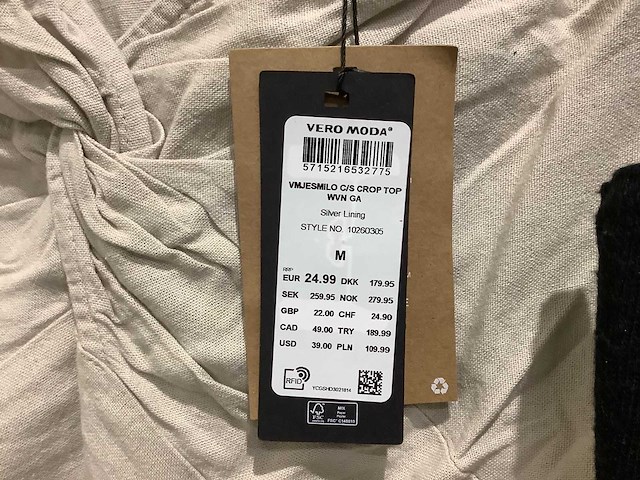 VERO MODA®
5715216532775
VMJESMILO C/S CROP TOP
WVN GA
Silver Lining
STYLE NO. 10260305
M
RRP
EUR 24.99 DKK 179.95
SEK 259.95 NOK 279.95
GBP 22.00 CHF 24.90
CAD 49.00 TRY 189.99
USD 39.00 PLN 109.99
RFID
YCGSHD3021814
FSC
MIX